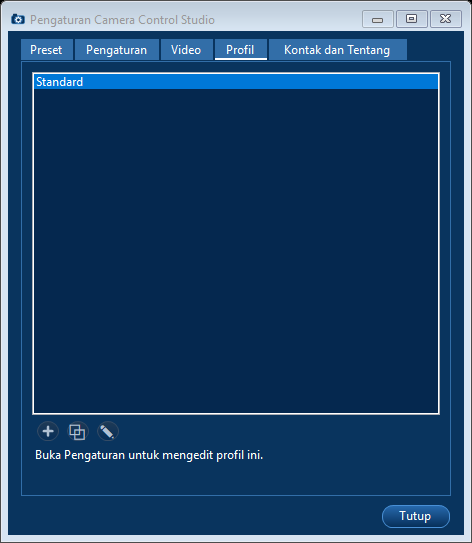 Pengaturan Camera Control Studio
Preset Pengaturan Video Profil Kontak dan Tentang
Standard
Buka Pengaturan untuk mengedit profil ini.
Tutup